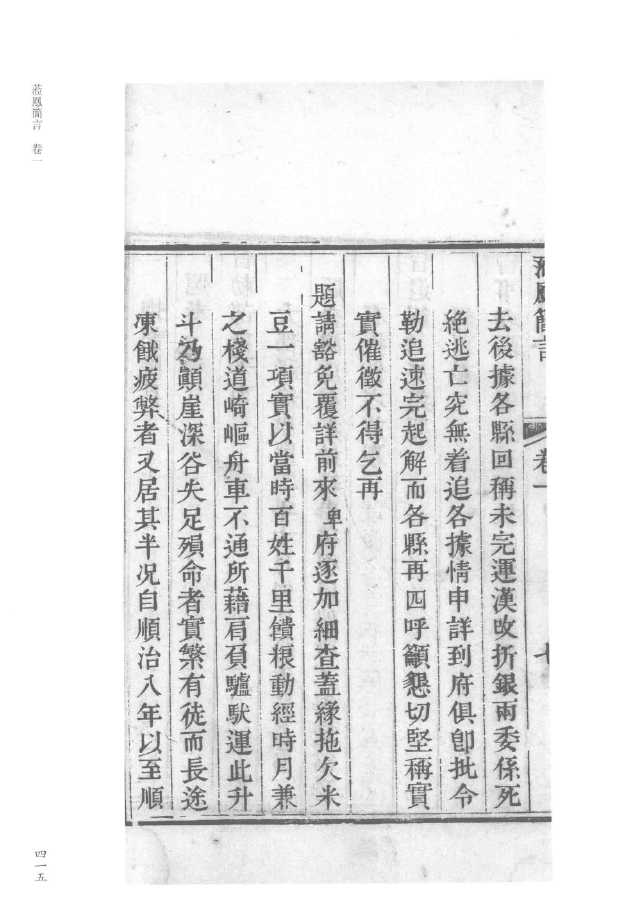 蒞鳳簡言　卷一
蒞鳳簡言
卷一
七
去後據各縣回稱未完運漢改折銀兩委係死
絶逃亡究無着追各據情申詳到府俱卽批令
勒追速完起解而各縣再四呼籲懇切堅稱實
實催徵不得乞再
題請豁免覆詳前來卑府逐加細查蓋緣拖欠米
豆一項實以當時百姓千里饋粮動經時月兼
之棧道崎嶇舟車不通所藉肩負驢馱運此升
斗乃顚崖深谷失足殞命者實繁有徒而長途
凍餓疲弊者又居其半况自順治八年以至順
四一五